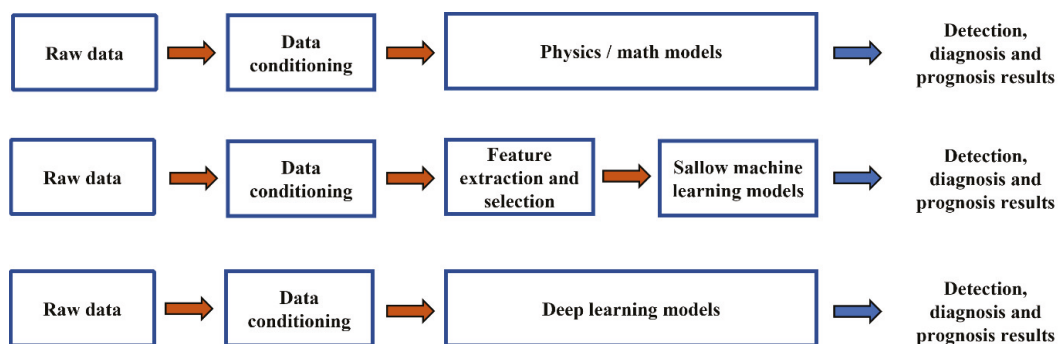 Raw data
Data
conditioning
Physics / math models
Detection,
diagnosis and
prognosis results
Raw data
Data
conditioning
Feature
extraction and
selection
Sallow machine
learning models
Detection,
diagnosis and
prognosis results
Raw data
Data
conditioning
Deep learning models
Detection,
diagnosis and
prognosis results